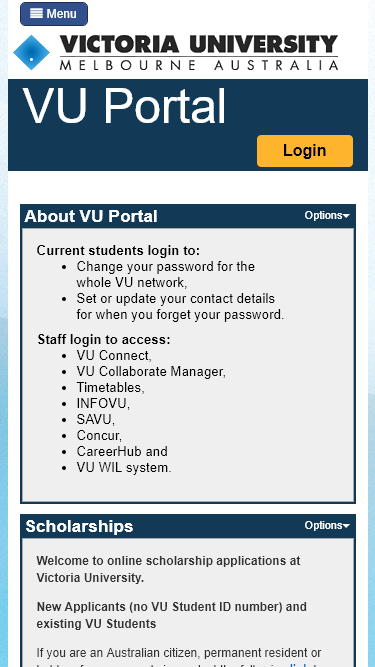 Menu
VICTORIA UNIVERSITY
MELBOURNE AUSTRALIA
VU Portal
Login
About VU Portal
Options
Current students login to:
• Change your password for the
whole VU network,
• Set or update your contact details
for when you forget your password.
Staff login to access:
• VU Connect,
• VU Collaborate Manager,
• Timetables,
• INFOVU,
• SAVU,
• Concur,
• CareerHub and
• VU WIL system.
Scholarships
Options
Welcome to online scholarship applications at
Victoria University.
New Applicants (no VU Student ID number) and
existing VU Students
If you are an Australian citizen, permanent resident or